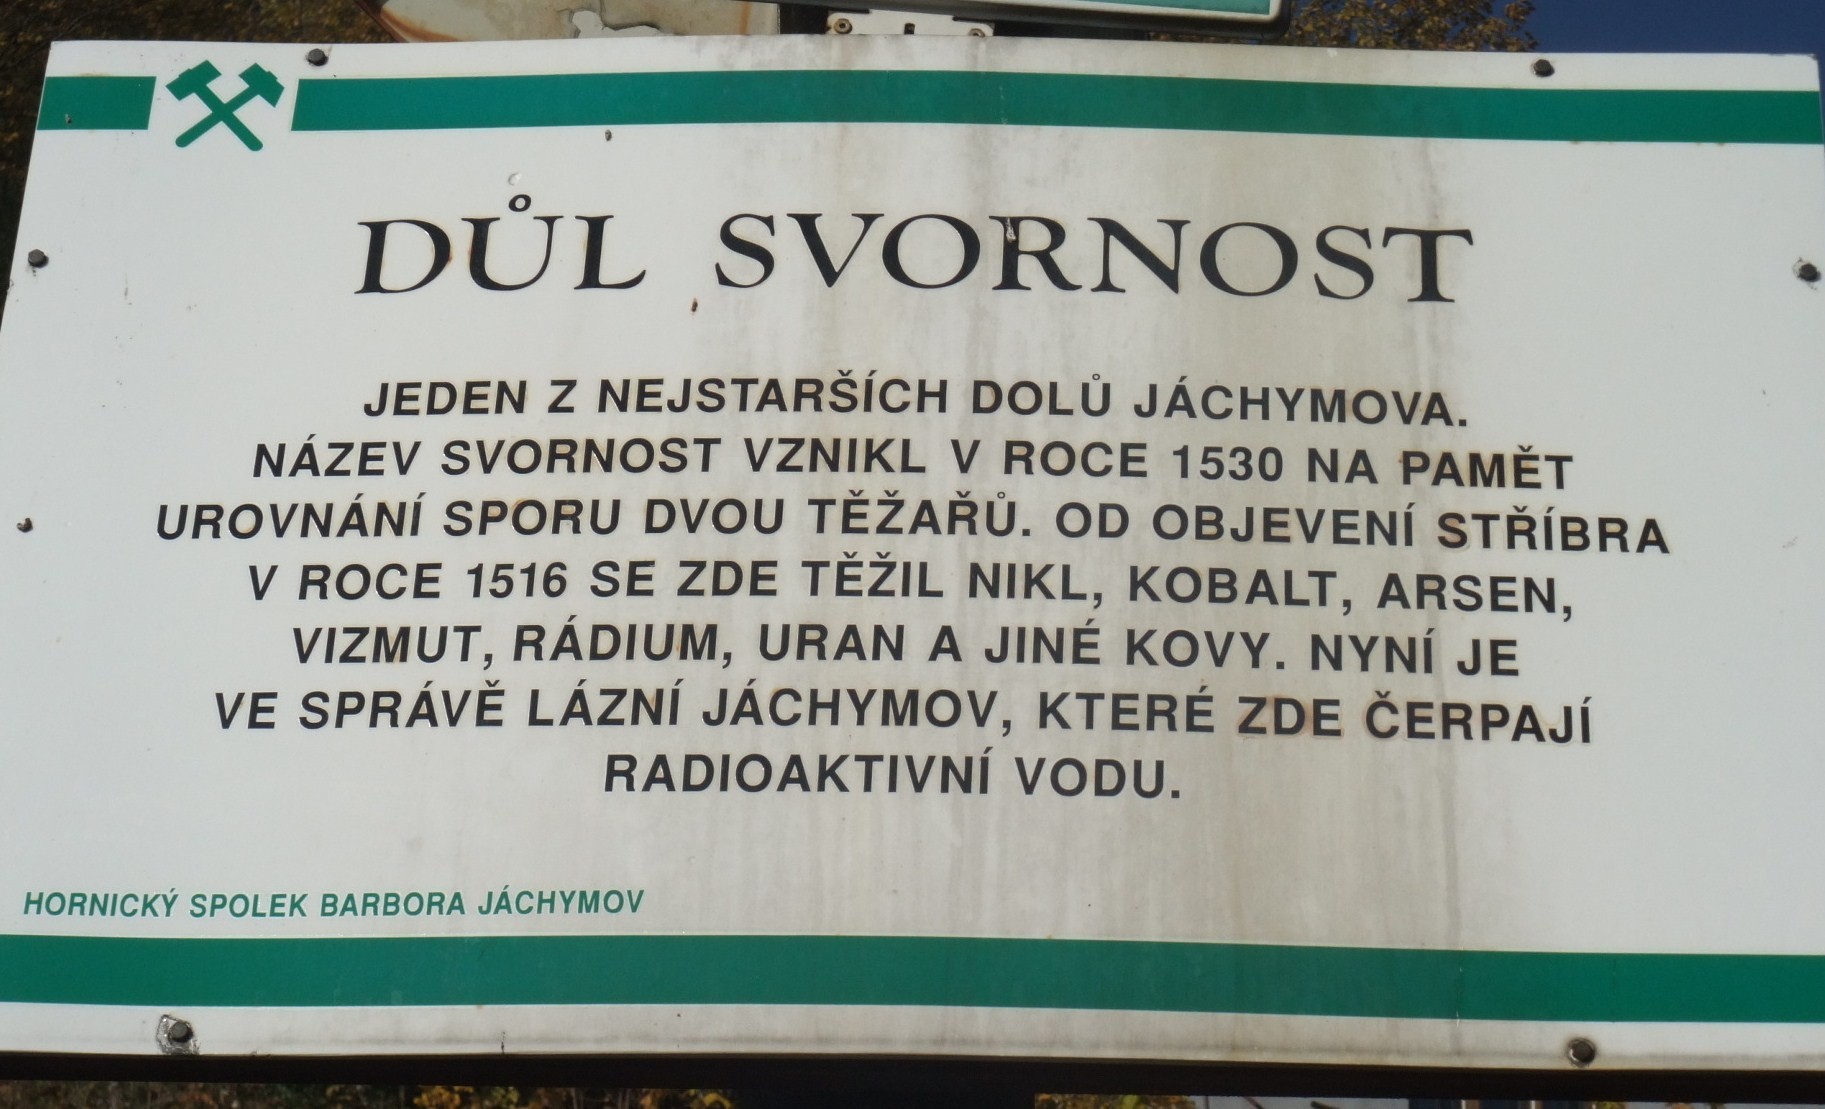 DŮL SVORNOST
JEDEN Z NEJSTARŠÍCH DOLŮ JÁCHYMOVA.
NÁZEV SVORNOST VZNIKL V ROCE 1530 NA PAMĚT
UROVNÁNÍ SPORU DVOU TĚŽAŘŮ. OD OBJEVENÍ STŘÍBRA
V ROCE 1516 SE ZDE TĚŽIL NIKL, KOBALT, ARSEN,
VIZMUT, RÁDIUM, URAN A JINÉ KOVY. NYNÍ JE
VE SPRÁVĚ LÁZNÍ JÁCHYMOV, KTERÉ ZDE ČERPAJÍ
RADIOAKTIVNÍ VODU.
HORNICKÝ SPOLEK BARBORA JÁCHYMOV